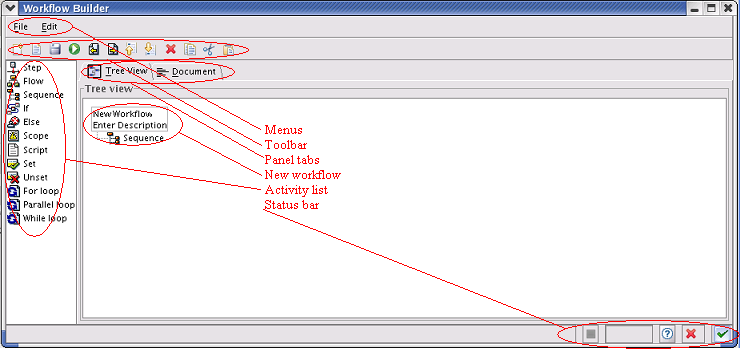 Workflow Builder
File Edit
Step
Flow
Sequence
If
Else
Scope
Script
Set
Unset
For loop
Parallel loop
While loop
Tree View Document
Tree view
New Workflow
Enter Description
Sequence
Menus
Toolbar
Panel tabs
New workflow
Activity list
Status bar